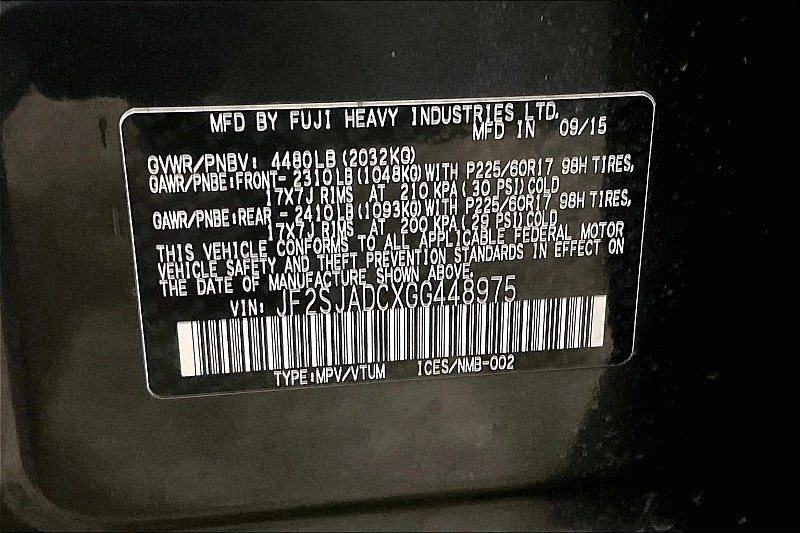 MFD BY FUJI HEAVY INDUSTRIES LTD.
MFD IN 09/15
GVWR/PNBV: 4480LB(2032KG)
GAWR/PNBE:FRONT-2310LB(1048KG)WITH P225/60R17 98H TIRES,
17X7J RIMS AT 210 KPA(30 PSI)COLD
GAWR/PNBE:REAR -2410LB(1093KG)WITH P225/60R17 98H TIRES,
17X7J RIMS AT 200 KPA(29 PSI)COLD
THIS VEHICLE CONFORMS TO ALL APPLICABLE FEDERAL MOTOR
VEHICLE SAFETY AND THEFT PREVENTION STANDARDS IN EFFECT ON
THE DATE OF MANUFACTURE SHOWN ABOVE.
VIN: JF2SJADCXGG448975
TYPE:MPV/VTUM ICES/NMB-002